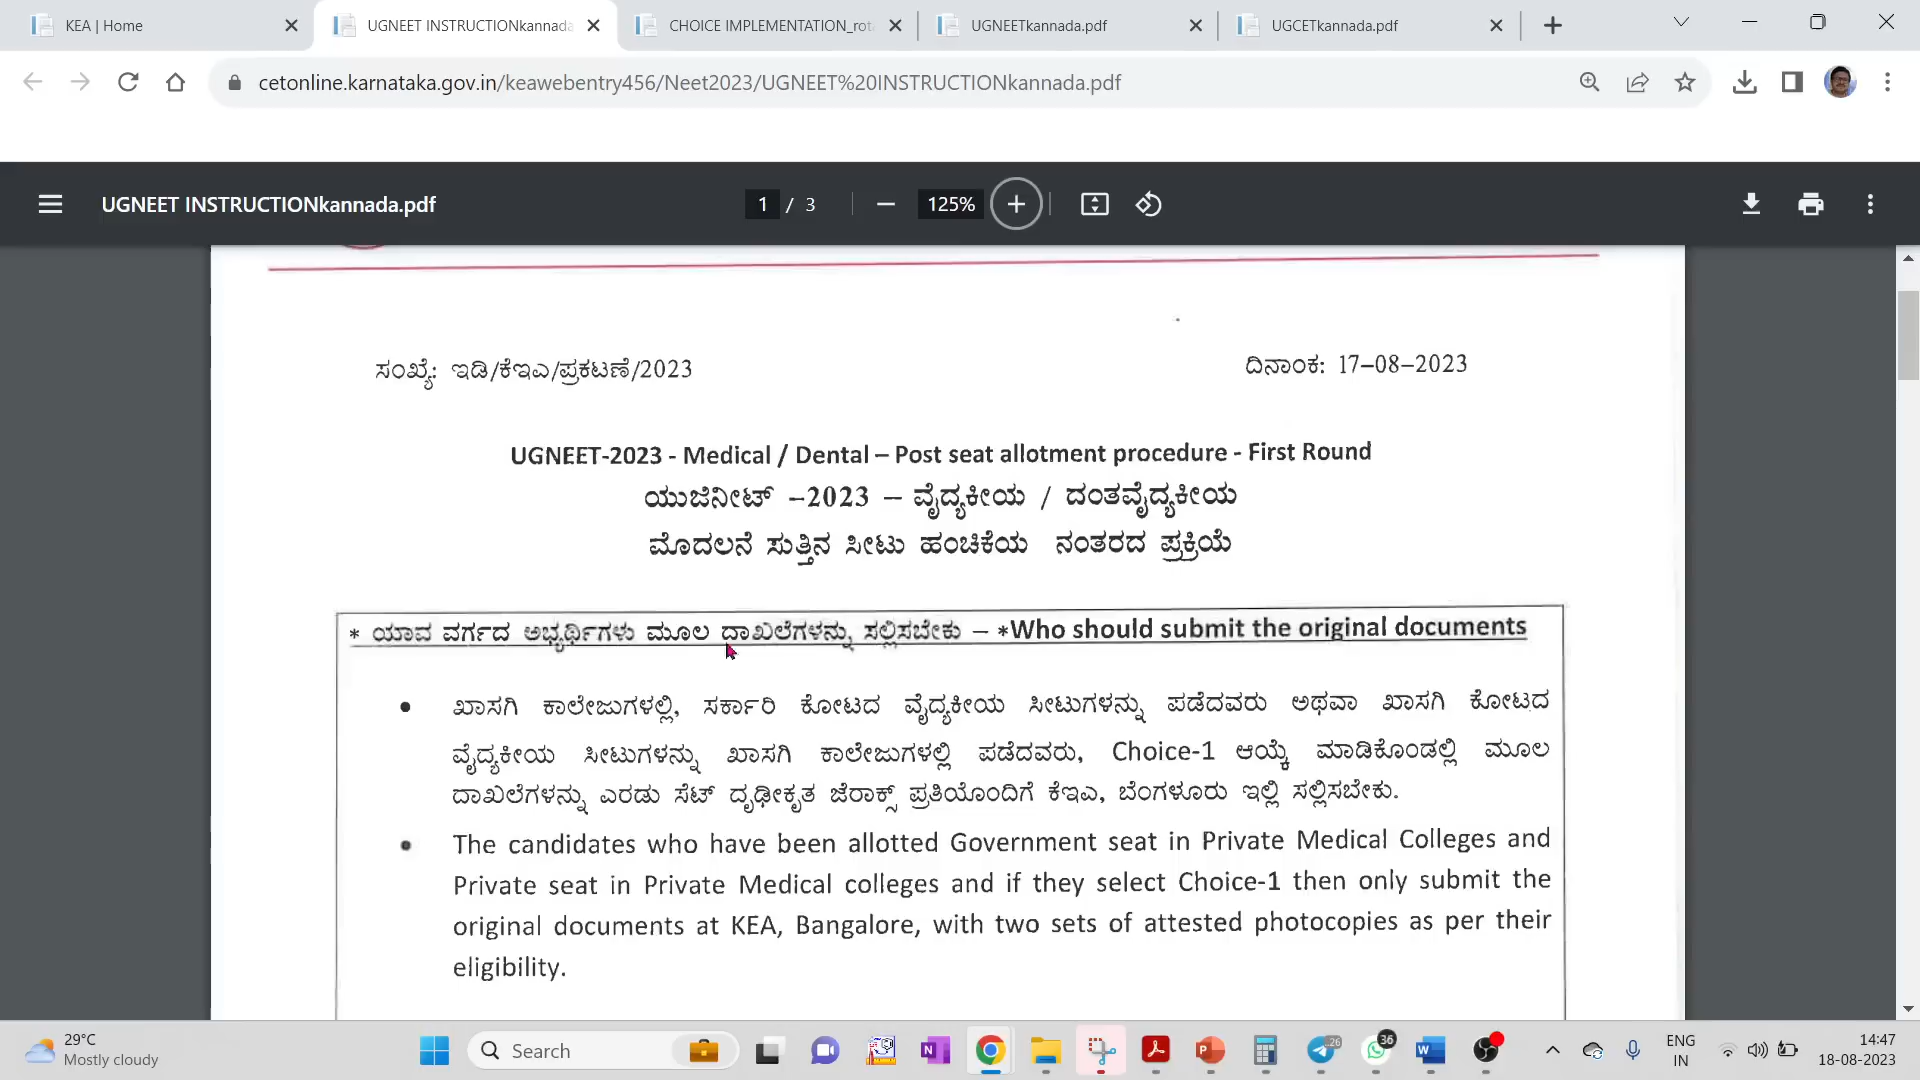 KEA | Home
UGNEET INSTRUCTIONkannada
CHOICE IMPLEMENTATION_rot
UGNEETkannada.pdf
UGCETkannada.pdf
cetonline.karnataka.gov.in/keawebentry456/Neet2023/UGNEET%20INSTRUCTIONkannada.pdf
UGNEET INSTRUCTIONkannada.pdf
1 / 3
125%
ಸಂಖ್ಯೆ: ಇಡಿ/ಕೆಇಎ/ಪ್ರಕಟಣೆ/2023
ದಿನಾಂಕ: 17-08-2023
UGNEET-2023 - Medical / Dental – Post seat allotment procedure - First Round
ಯುಜಿನೀಟ್ -2023 – ವೈದ್ಯಕೀಯ / ದಂತವೈದ್ಯಕೀಯ
ಮೊದಲನೆ ಸುತ್ತಿನ ಸೀಟು ಹಂಚಿಕೆಯ ನಂತರದ ಪ್ರಕ್ರಿಯೆ
* ಯಾವ ವರ್ಗದ ಅಭ್ಯರ್ಥಿಗಳು ಮೂಲ ದಾಖಲೆಗಳನ್ನು ಸಲ್ಲಿಸಬೇಕು – *Who should submit the original documents
• ಖಾಸಗಿ ಕಾಲೇಜುಗಳಲ್ಲಿ, ಸರ್ಕಾರಿ ಕೋಟದ ವೈದ್ಯಕೀಯ ಸೀಟುಗಳನ್ನು ಪಡೆದವರು ಅಥವಾ ಖಾಸಗಿ ಕೋಟದ
ವೈದ್ಯಕೀಯ ಸೀಟುಗಳನ್ನು ಖಾಸಗಿ ಕಾಲೇಜುಗಳಲ್ಲಿ ಪಡೆದವರು, Choice-1 ಆಯ್ಕೆ ಮಾಡಿಕೊಂಡಲ್ಲಿ ಮೂಲ
ದಾಖಲೆಗಳನ್ನು ಎರಡು ಸೆಟ್ ದೃಢೀಕೃತ ಜೆರಾಕ್ಸ್ ಪ್ರತಿಯೊಂದಿಗೆ ಕೆಇಎ, ಬೆಂಗಳೂರು ಇಲ್ಲಿ ಸಲ್ಲಿಸಬೇಕು.
• The candidates who have been allotted Government seat in Private Medical Colleges and
Private seat in Private Medical colleges and if they select Choice-1 then only submit the
original documents at KEA, Bangalore, with two sets of attested photocopies as per their
eligibility.
29°C
Mostly cloudy
Search
26
36
ENG
IN
14:47
18-08-2023